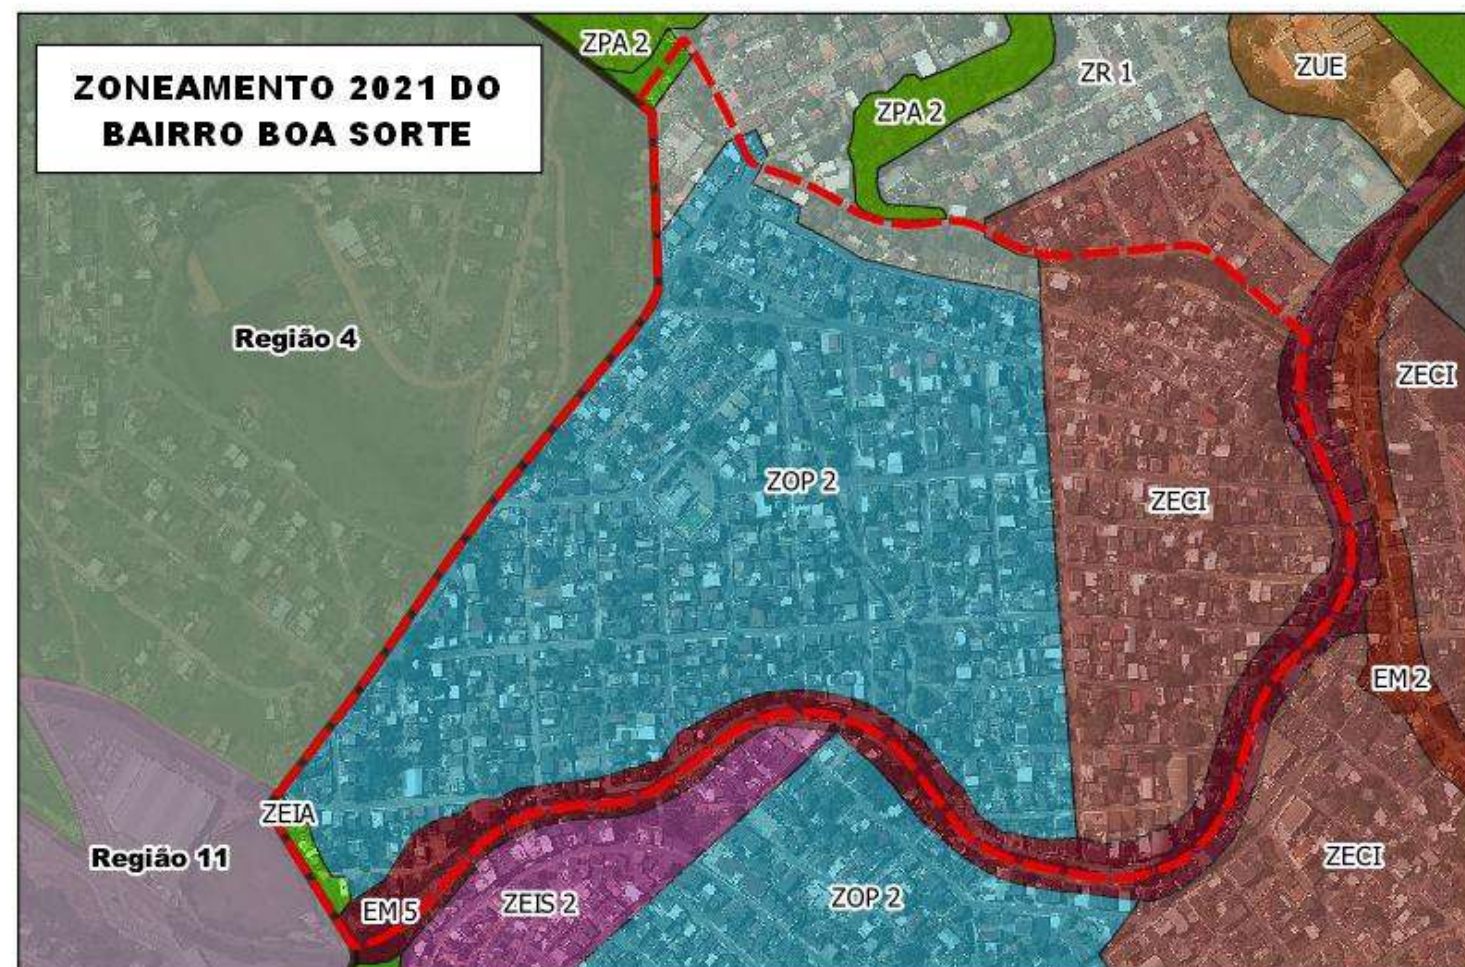 ZONEAMENTO 2021 DO
BAIRRO BOA SORTE
ZPA 2
ZR 1
ZUE
ZPA 2
Região 4
ZECI
ZOP 2
ZECI
EM 2
ZEIA
Região 11
ZECI
EM 5
ZEIS 2
ZOP 2